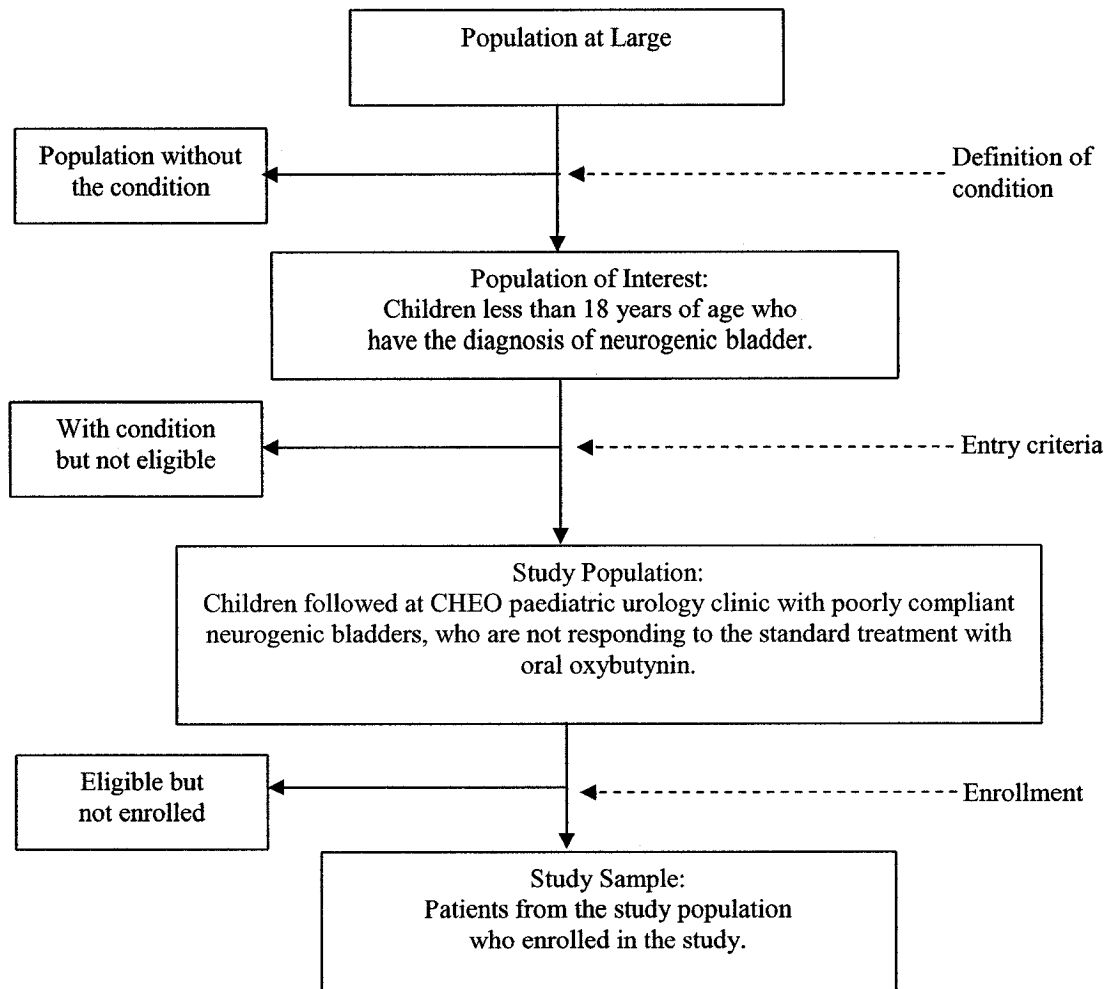 Population at Large
Population without
the condition
Definition of
condition
Population of Interest:
Children less than 18 years of age who
have the diagnosis of neurogenic bladder.
With condition
but not eligible
Entry criteria
Study Population:
Children followed at CHEO paediatric urology clinic with poorly compliant
neurogenic bladders, who are not responding to the standard treatment with
oral oxybutynin.
Eligible but
not enrolled
Enrollment
Study Sample:
Patients from the study population
who enrolled in the study.